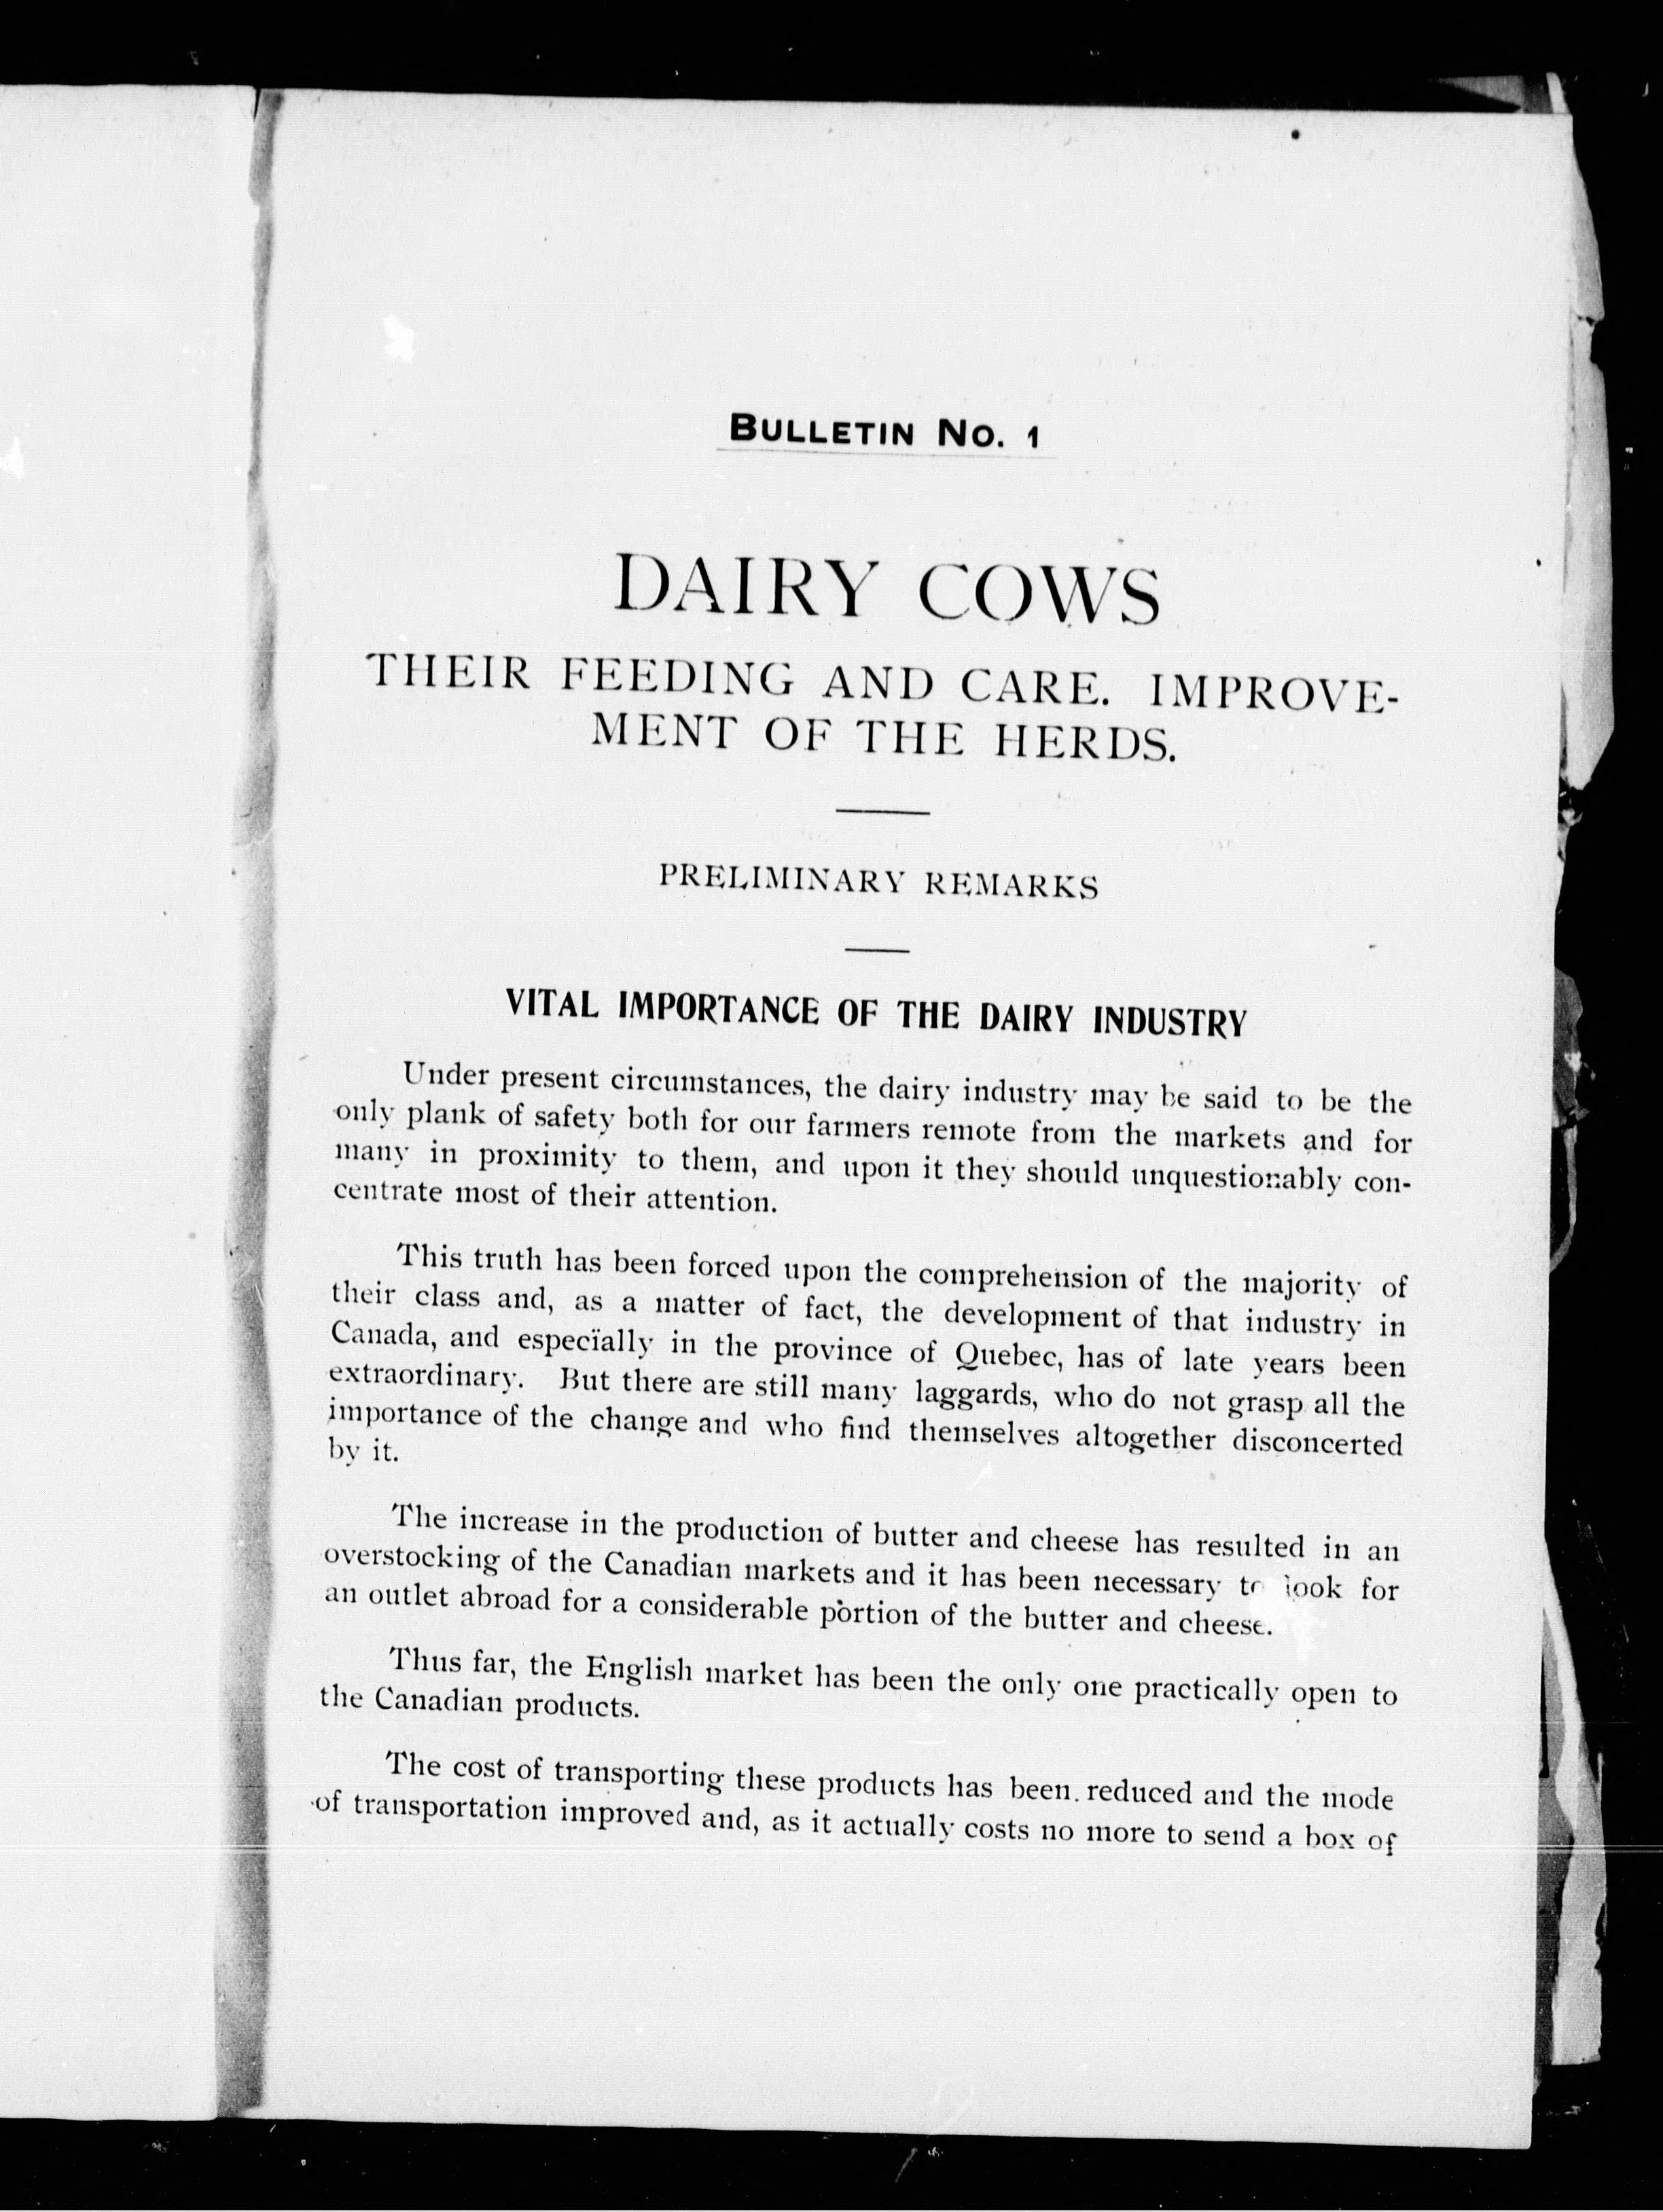 BULLETIN NO. 1
DAIRY COWS
THEIR FEEDING AND CARE. IMPROVE-
MENT OF THE HERDS.
PRELIMINARY REMARKS
VITAL IMPORTANCE OF THE DAIRY INDUSTRY
Under present circumstances, the dairy industry may be said to be the
only plank of safety both for our farmers remote from the markets and for
many in proximity to them, and upon it they should unquestionably con-
centrate most of their attention.
This truth has been forced upon the comprehension of the majority of
their class and, as a matter of fact, the development of that industry in
Canada, and especially in the province of Quebec, has of late years been
extraordinary. But there are still many laggards, who do not grasp all the
importance of the change and who find themselves altogether disconcerted
by it.
The increase in the production of butter and cheese has resulted in an
overstocking of the Canadian markets and it has been necessary to look for
an outlet abroad for a considerable portion of the butter and cheese.
Thus far, the English market has been the only one practically open to
the Canadian products.
The cost of transporting these products has been reduced and the mode
of transportation improved and, as it actually costs no more to send a box of